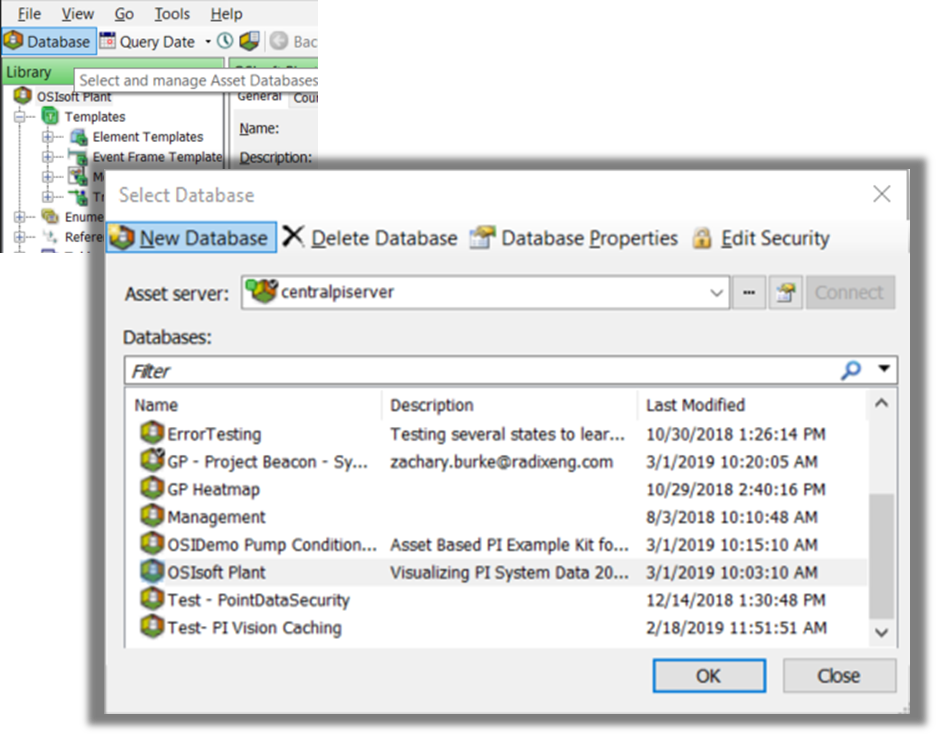 File View Go Tools Help
Database Query Date Bac
Library
Select and manage Asset Databases
OSIsoft Plant
General Cou
Templates
Element Templates
Name:
Event Frame Template
Description:
Enume
Refere
Select Database
New Database Delete Database Database Properties Edit Security
Asset server: centralpiserver ... Connect
Databases:
Filter
Name Description Last Modified
ErrorTesting Testing several states to lear... 10/30/2018 1:26:14 PM
GP - Project Beacon - Sy... zachary.burke@radixeng.com 3/1/2019 10:20:05 AM
GP Heatmap 10/29/2018 2:40:16 PM
Management 8/3/2018 10:10:48 AM
OSIDemo Pump Condition... Asset Based PI Example Kit fo... 3/1/2019 10:15:10 AM
OSIsoft Plant Visualizing PI System Data 20... 3/1/2019 10:03:10 AM
Test - PointDataSecurity 12/14/2018 1:30:48 PM
Test- PI Vision Caching 2/18/2019 11:51:51 AM
OK Close